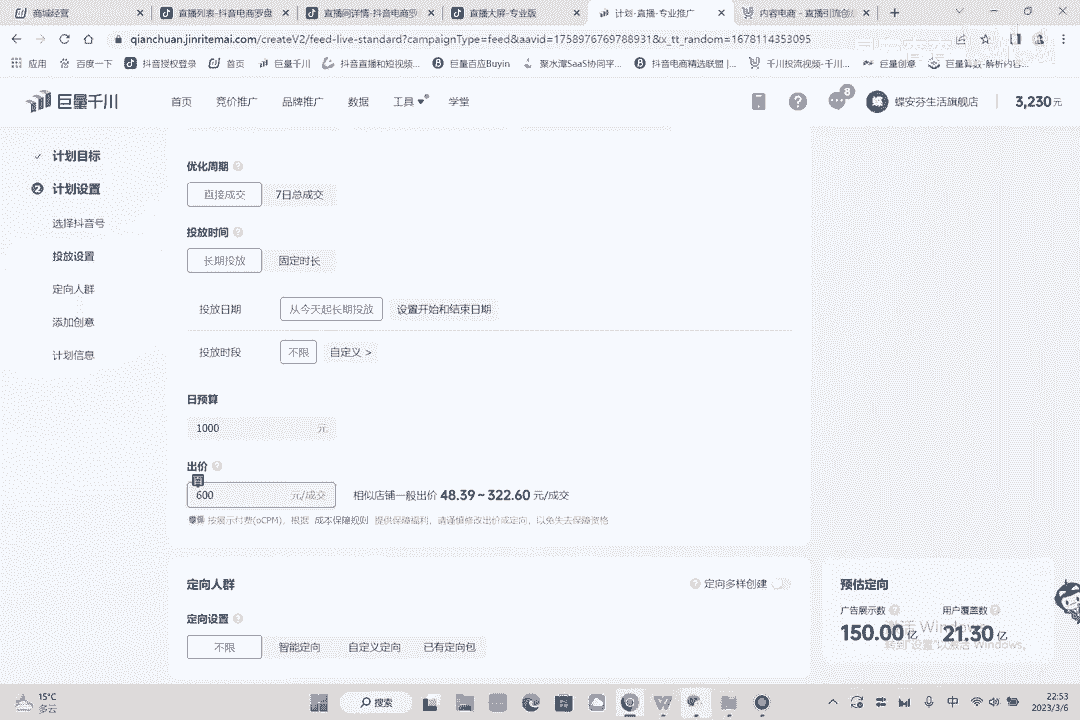 商城经营
直播列表-抖音电商罗盘
直播间详情-抖音电商罗
直播大屏-专业版
计划-直播-专业推广
内容电商 - 直播引流创
qianchuan.jinritemai.com/createV2/feed-live-standard?campaignType=feed&aavid=1758976769788931&x_tt_random=1678114353095
应用
百度一下
抖音授权登录
首页
巨量千川
抖音直播和短视频...
巨量百应Buyin
聚水潭SaaS协同平...
抖音电商精选联盟 |...
千川投流视频-千川...
巨量创意
巨量算数-解析内容...
巨量千川
首页
竞价推广
品牌推广
数据
工具
学堂
8
蝶
蝶安芬生活旗舰店
3,230元
计划目标
2 计划设置
选择抖音号
投放设置
定向人群
添加创意
计划信息
优化周期
直接成交
7日总成交
投放时间
长期投放
固定时长
投放日期
从今天起长期投放
设置开始和结束日期
投放时段
不限
自定义 >
日预算
1000 元
出价
600 元/成交
相似店铺一般出价 48.39 ~ 322.60 元/成交
按展示付费(oCPM)，根据 成本保障规则 提供保障福利，请谨慎修改出价或定向，以免失去保障资格
定向人群
定向多样创建
定向设置
不限
智能定向
自定义定向
已有定向包
预估定向
广告展示数
用户覆盖数
150.00亿
21.30亿
激活 Windows
转到"设置"以激活 Windows。
15°C
多云
搜索
中
22:53
2023/3/6